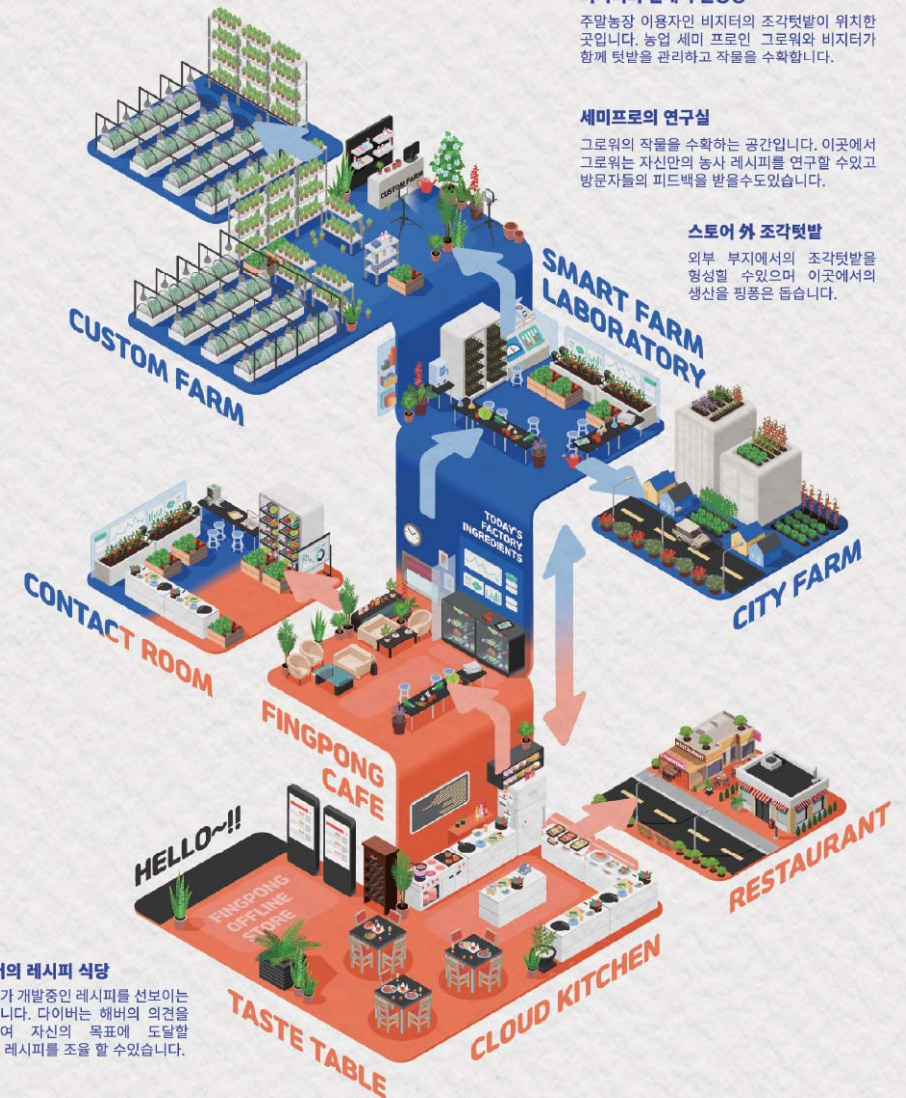 주말농장 이용자인 비지터의 조각텃밭이 위치한
곳입니다. 농업 세미 프로인 그로워와 비지터가
함께 텃밭을 관리하고 작물을 수확합니다.
세미프로의 연구실
그로워의 작물을 수확하는 공간입니다. 이곳에서
그로워는 자신만의 농사 레시피를 연구할 수있고
방문자들의 피드백을 받을수도있습니다.
스토어 外 조각텃밭
외부 부지에서의 조각텃밭을
형성힐 수있으며 이곳에서의
생산을 핑퐁은 돕습니다.
CUSTOM FARM
CUSTOM FARM
SMART FARM
LABORATORY
TODAY'S
FACTORY
INGREDIENTS
CITY FARM
CONTACT ROOM
FINGPONG
CAFE
HELLO~!!
FINGPONG
OFFLINE
STORE
RESTAURANT
RESTAURANT
TASTE TABLE
CLOUD KITCHEN
의 레시피 식당
가 개발중인 레시피를 선보이는
니다. 다이버는 해버의 의견을
여 자신의 목표에 도달할
레시피를 조율 할 수있습니다.